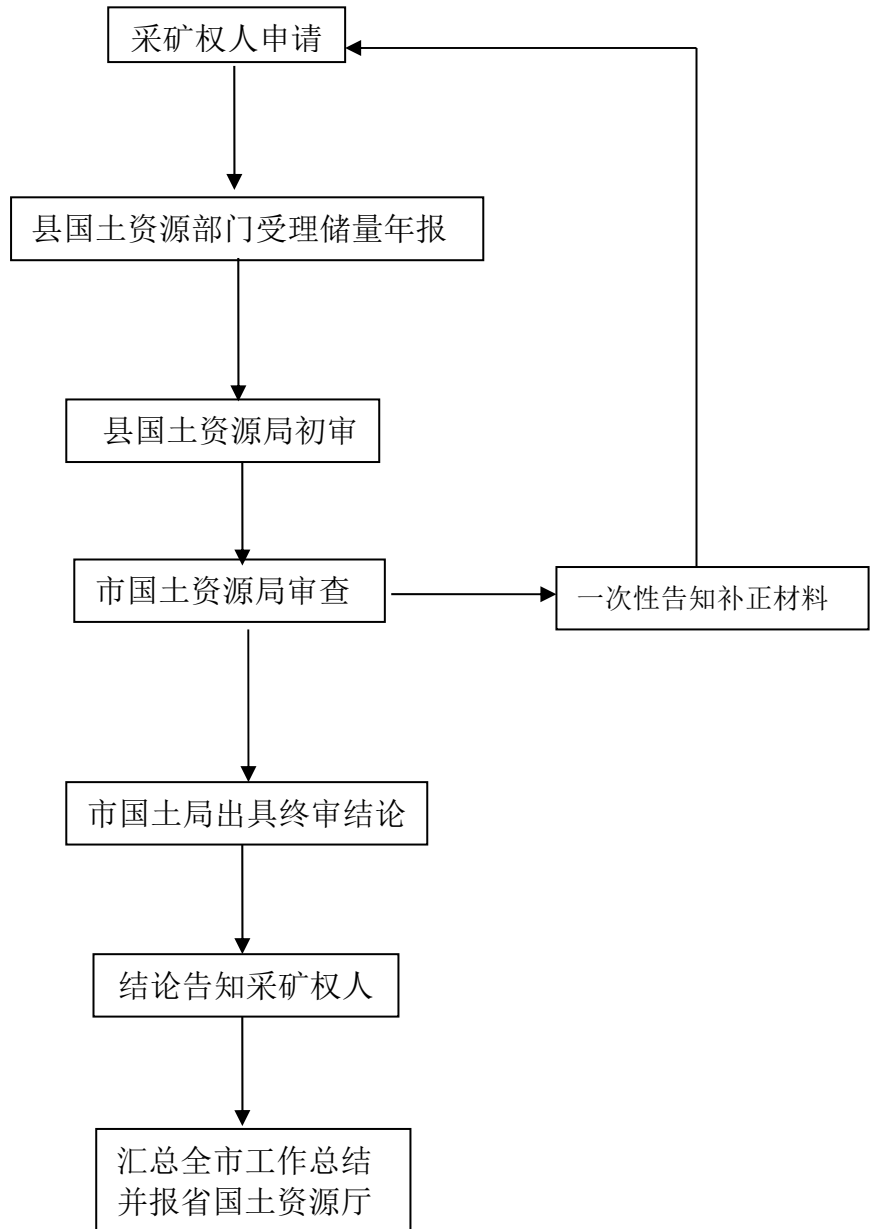 采矿权人申请
县国土资源部门受理储量年报
县国土资源局初审
市国土资源局审查
一次性告知补正材料
市国土局出具终审结论
结论告知采矿权人
汇总全市工作总结
并报省国土资源厅